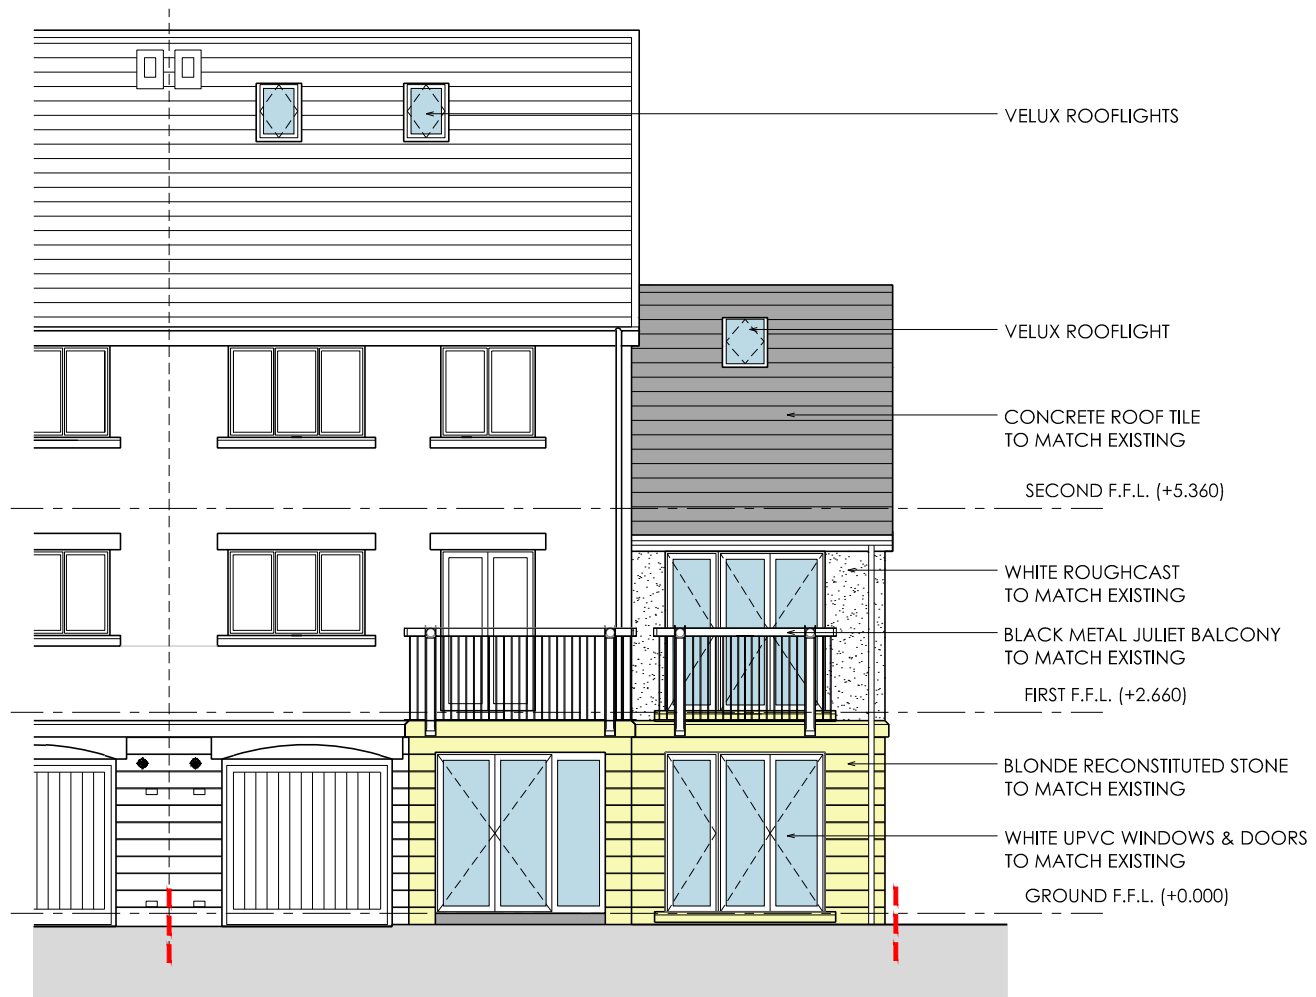 VELUX ROOFLIGHTS
VELUX ROOFLIGHT
CONCRETE ROOF TILE
TO MATCH EXISTING
SECOND F.F.L. (+5.360)
WHITE ROUGHCAST
TO MATCH EXISTING
BLACK METAL JULIET BALCONY
TO MATCH EXISTING
FIRST F.F.L. (+2.660)
BLONDE RECONSTITUTED STONE
TO MATCH EXISTING
WHITE UPVC WINDOWS & DOORS
TO MATCH EXISTING
GROUND F.F.L. (+0.000)